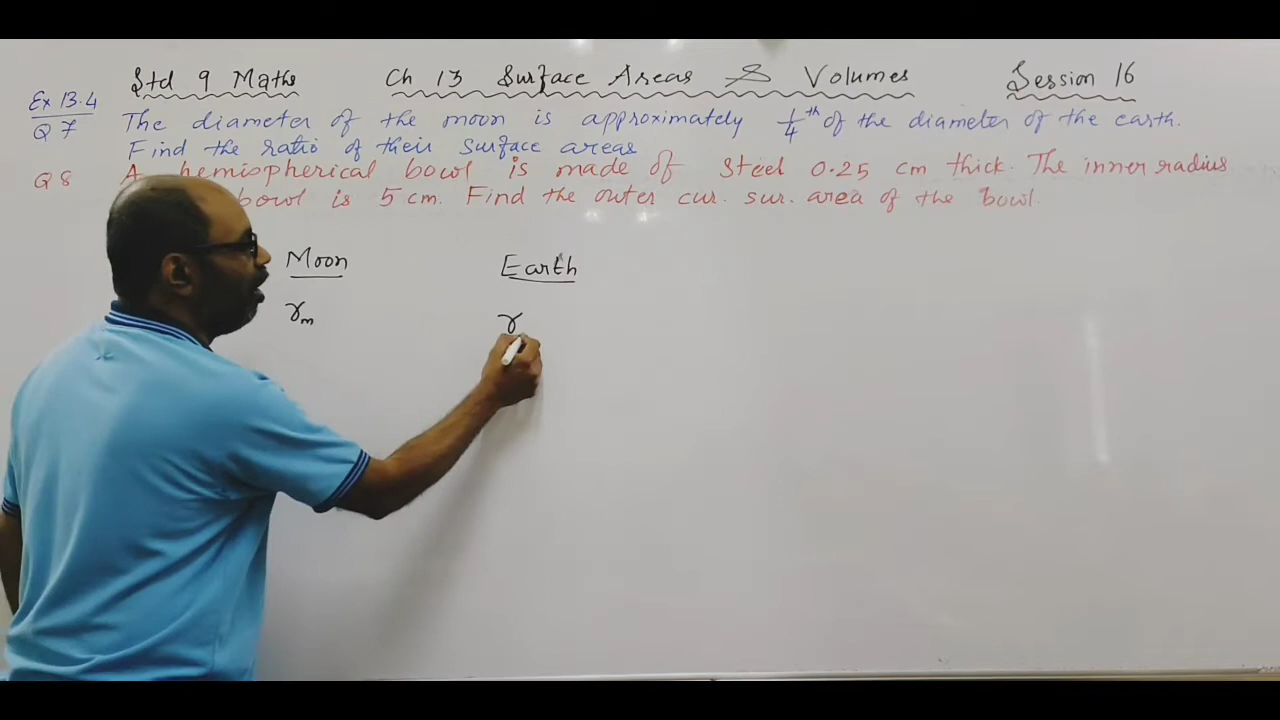 Std 9 Maths Ch 13 Surface Areas & Volumes Session 16
Ex 13.4
Q 7 The diameter of the moon is approximately 1/4 th of the diameter of the earth.
Find the ratio of their surface areas
Q 8 A hemispherical bowl is made of steel 0.25 cm thick. The inner radius
bowl is 5 cm. Find the outer cur. sur. area of the bowl.
Moon Earth
rm r